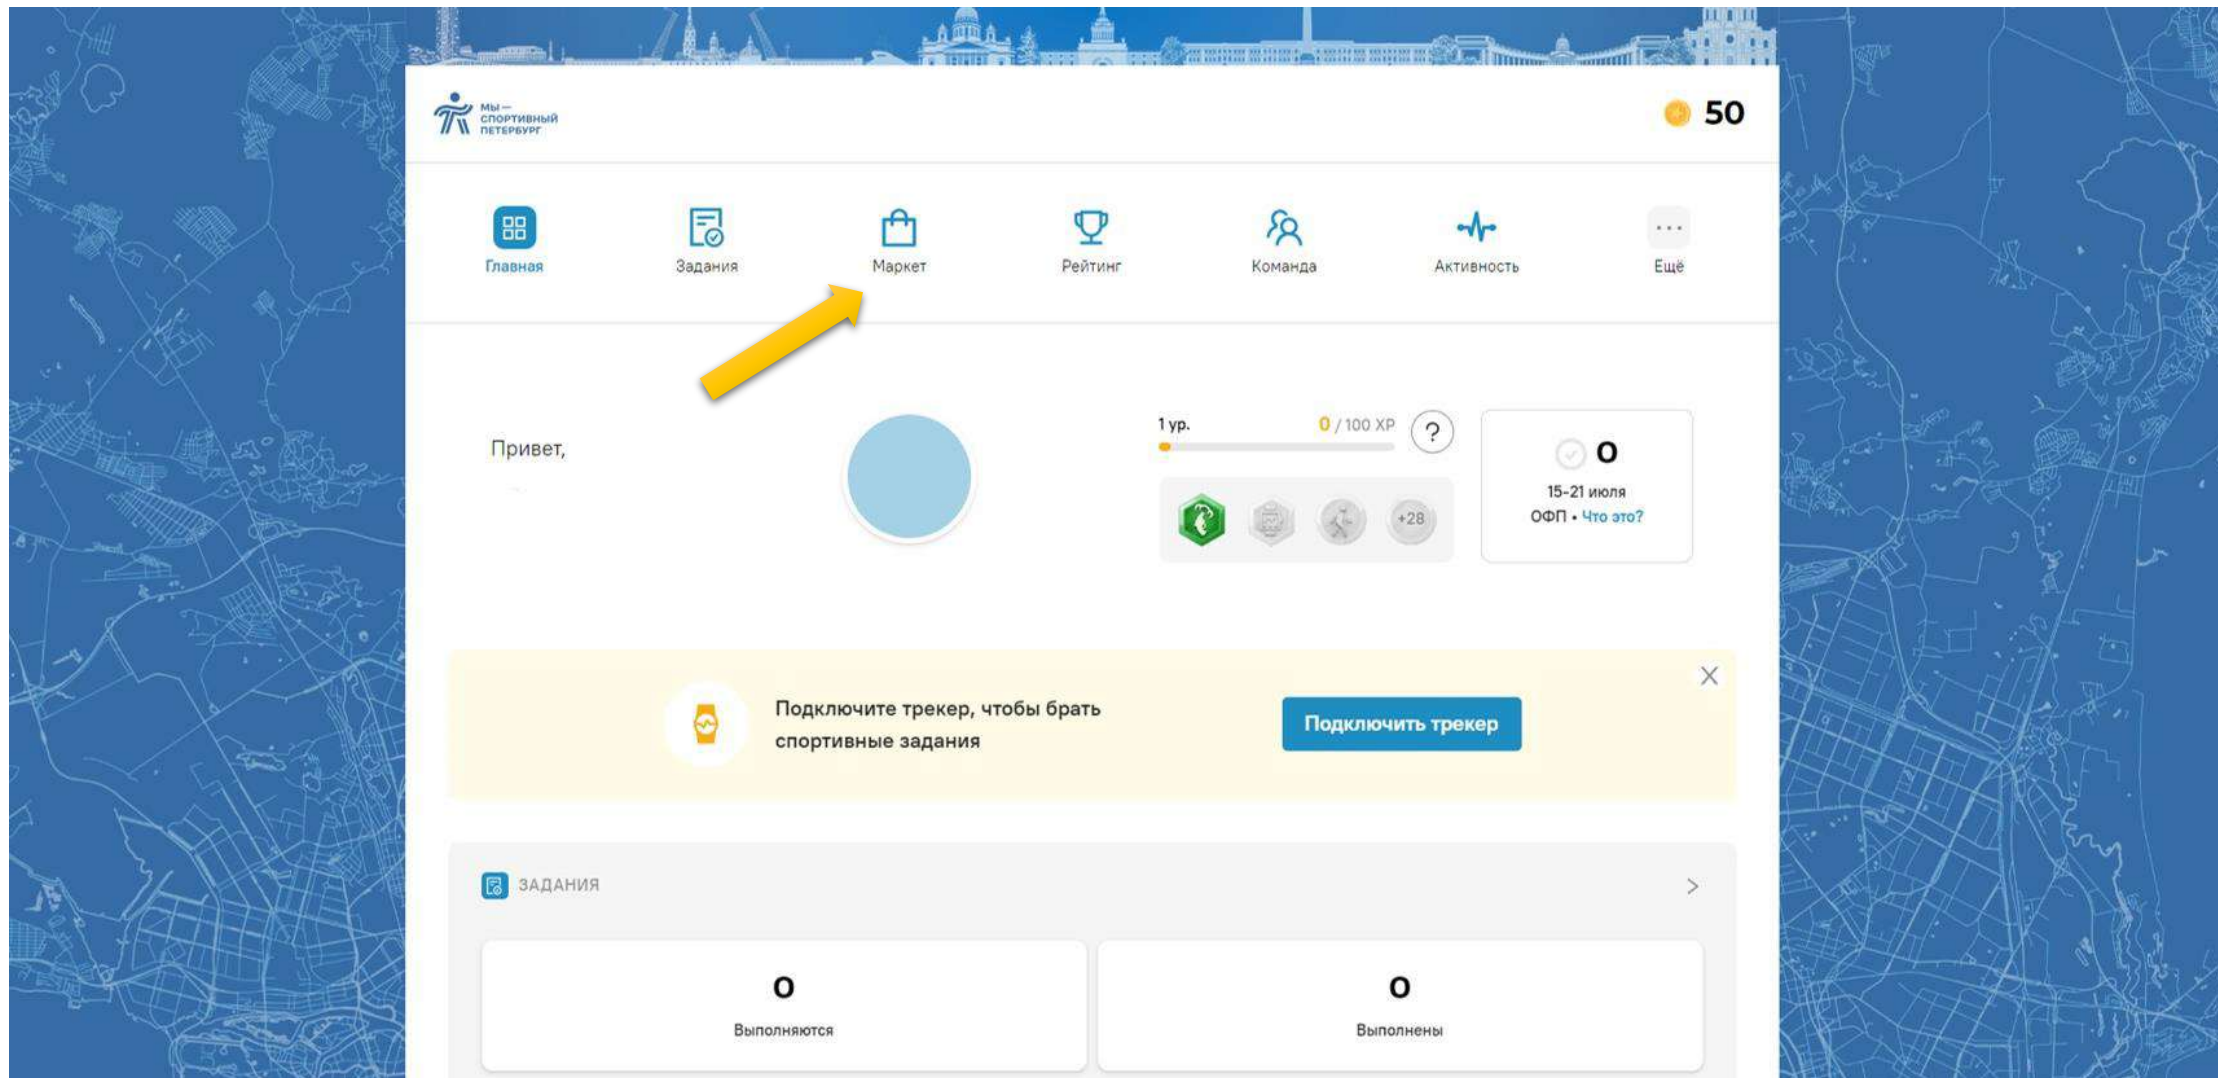 МЫ –
СПОРТИВНЫЙ
ПЕТЕРБУРГ
50
Главная
Задания
Маркет
Рейтинг
Команда
Активность
Ещё
Привет,
1 ур.
0 / 100 XP
?
+28
0
15-21 июля
ОФП • Что это?
Подключите трекер, чтобы брать
спортивные задания
Подключить трекер
ЗАДАНИЯ
0
Выполняются
0
Выполнены